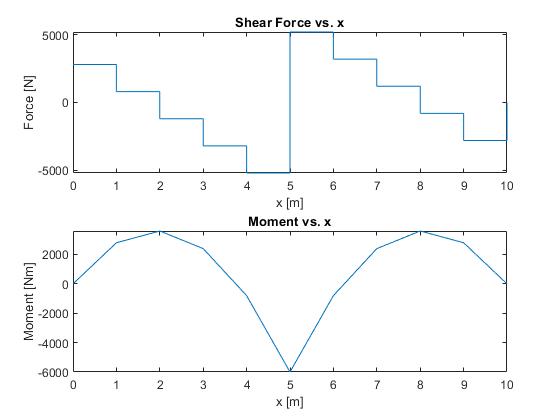 Shear Force vs. x
5000
0
-5000
Force [N]
0 1 2 3 4 5 6 7 8 9 10
x [m]
Moment vs. x
2000
0
-2000
-4000
-6000
Moment [Nm]
0 1 2 3 4 5 6 7 8 9 10
x [m]